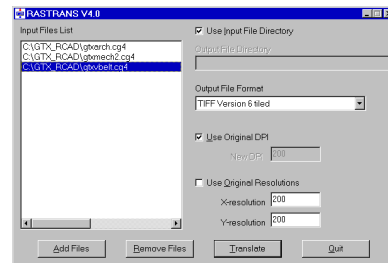 RASTRANS V4.0
Input Files List
C:\GTX_RCAD\gtxarch.cg4
C:\GTX_RCAD\gtxmech2.cg4
C:\GTX_RCAD\gtxvbelt.cg4
Use Input File Directory
Output File Directory
Output File Format
TIFF Version 6 tiled
Use Original DPI
New DPI 200
Use Original Resolutions
X-resolution 200
Y-resolution 200
Add Files Remove Files Translate Quit